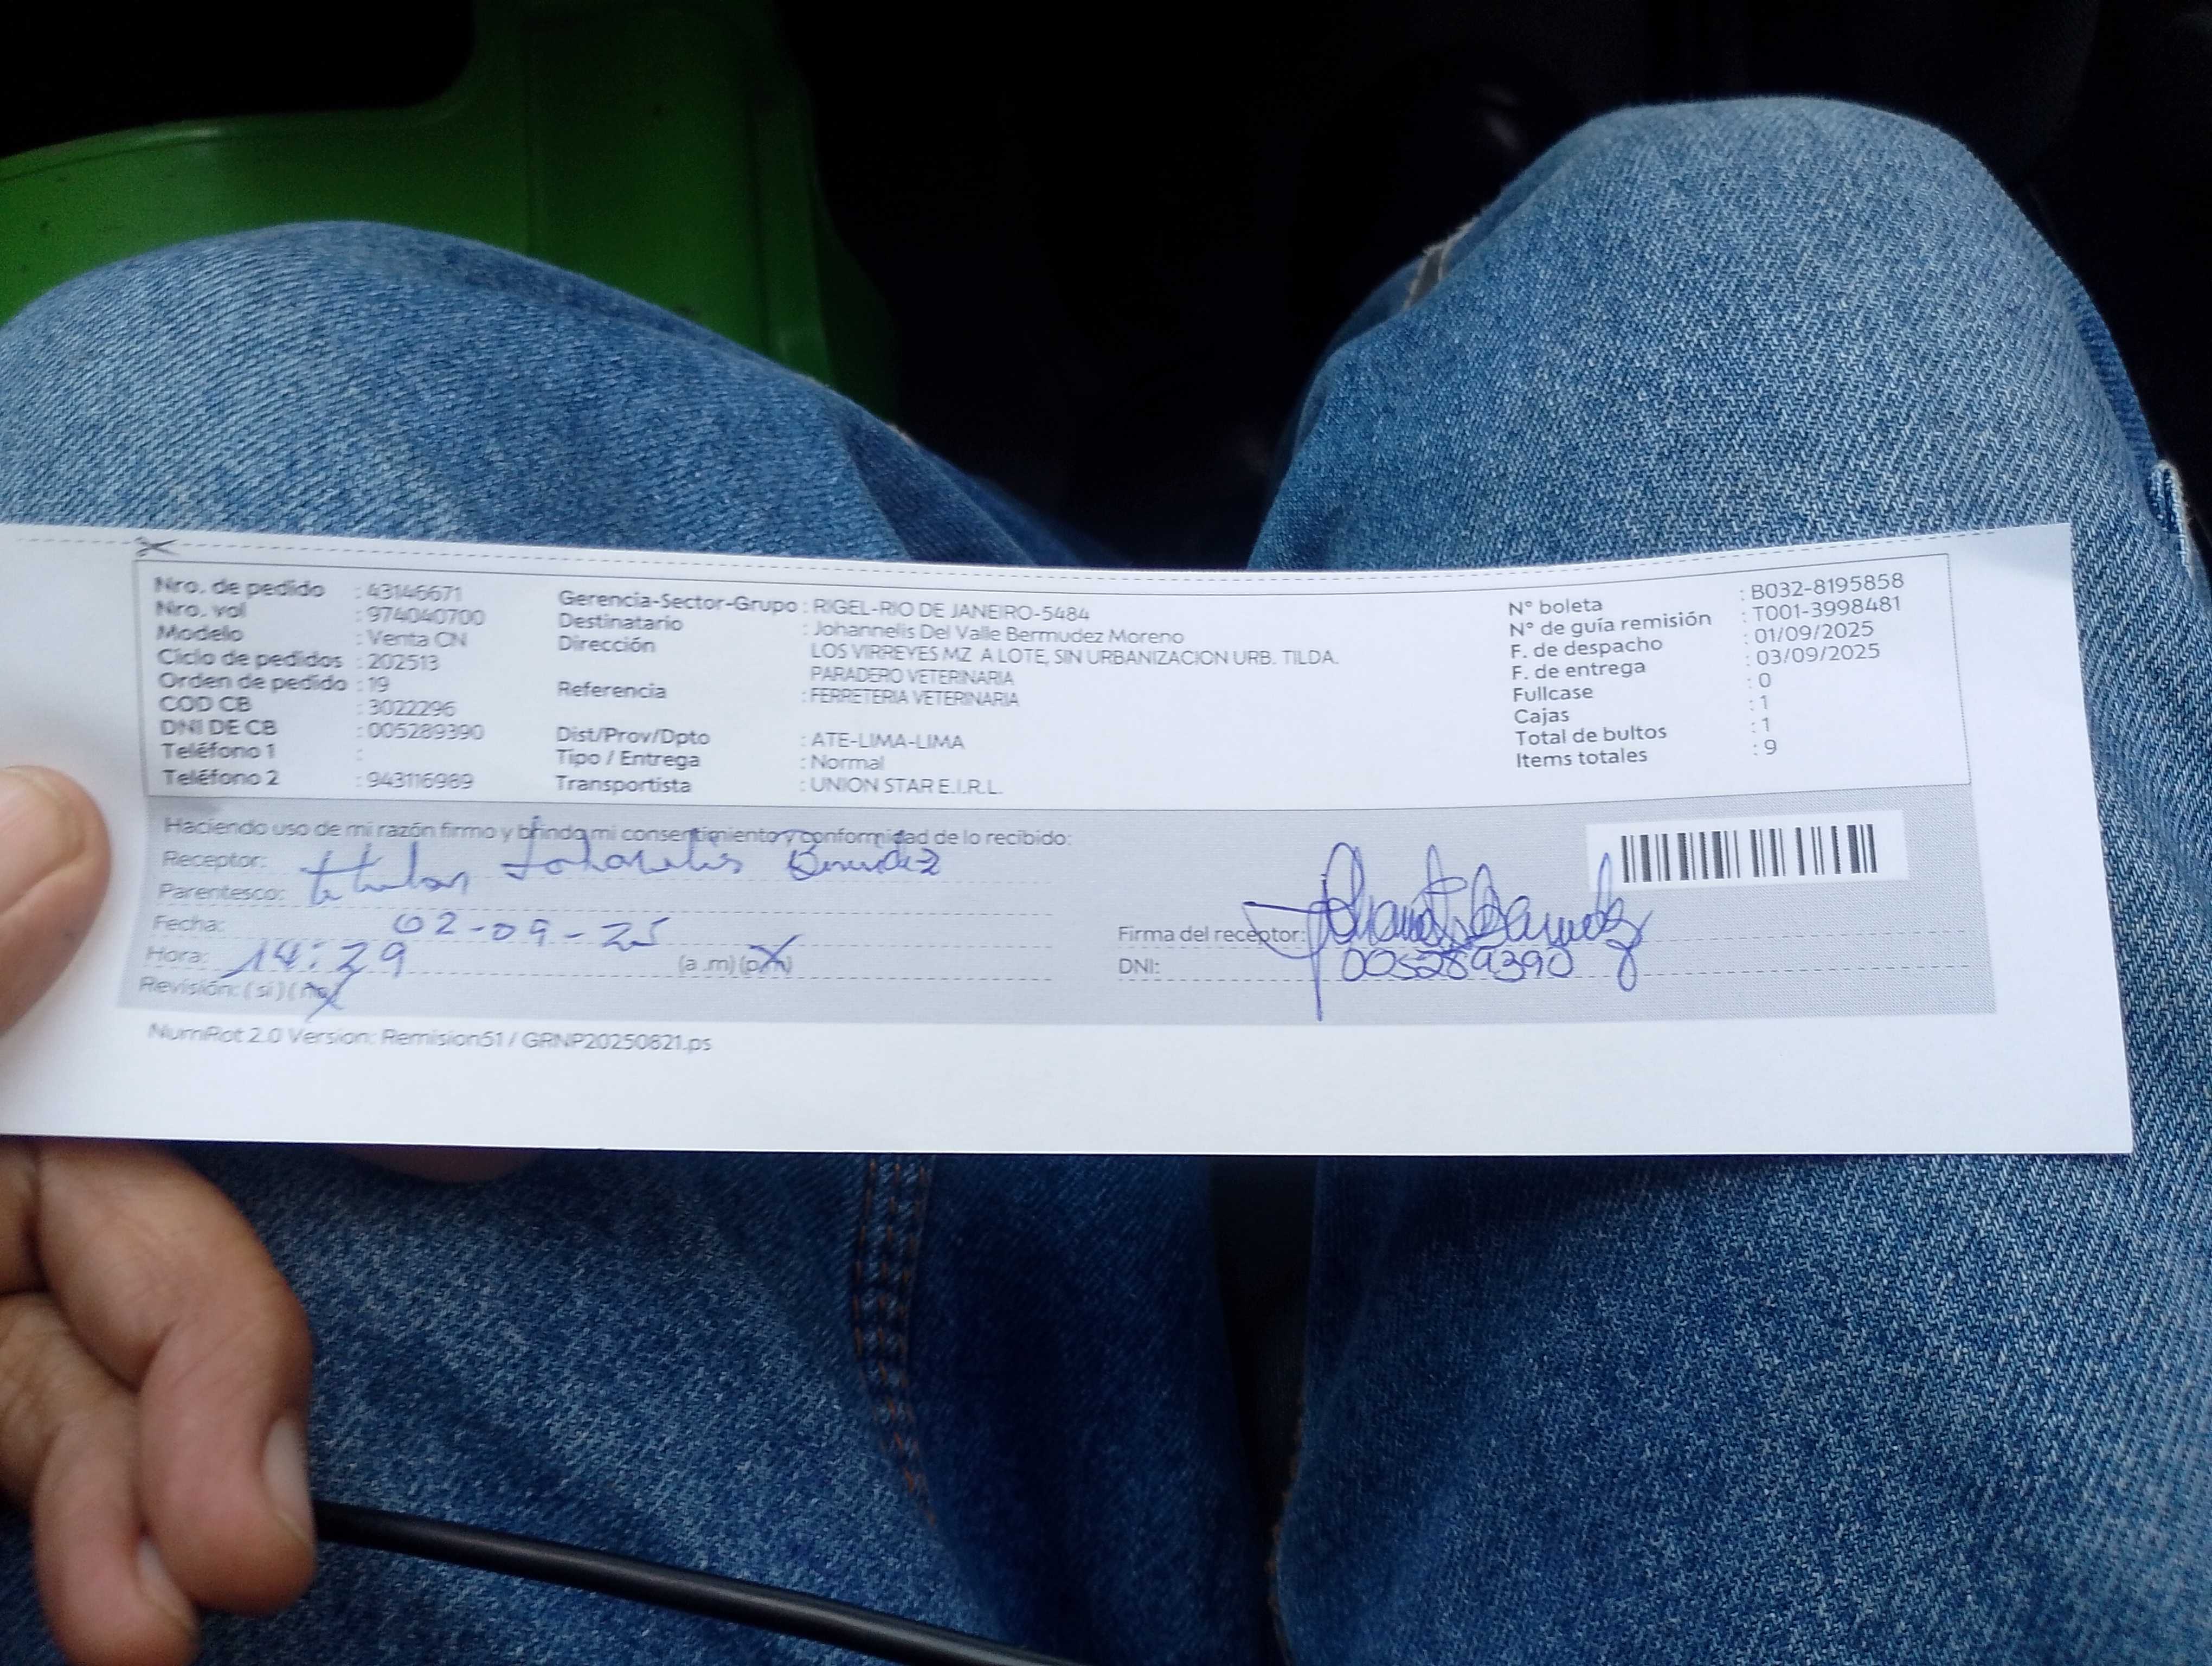 Nro. de pedido : 43146671
Nro. vol : 974040700
Modelo : Venta CN
Ciclo de pedidos : 202513
Orden de pedido : 19
COD CB : 3022296
DNI DE CB : 005289390
Teléfono 1 :
Teléfono 2 : 943116989
Gerencia-Sector-Grupo : RIGEL-RIO DE JANEIRO-5484
Destinatario : Johannelis Del Valle Bermudez Moreno
Dirección LOS VIRREYES MZ A LOTE, SIN URBANIZACION URB. TILDA.
PARADERO VETERINARIA
Referencia : FERRETERIA VETERINARIA
Dist/Prov/Dpto : ATE-LIMA-LIMA
Tipo / Entrega : Normal
Transportista : UNION STAR E.I.R.L.
N° boleta : B032-8195858
N° de guía remisión : T001-3998481
F. de despacho : 01/09/2025
F. de entrega : 03/09/2025
Fullcase : 0
Cajas : 1
Total de bultos : 1
Items totales : 9
Haciendo uso de mi razón firmo y brindo mi consentimiento y conformidad de lo recibido:
Receptor: Johanelis Bermudez
Parentesco: titular
Fecha: 02-09-25
Hora: 14:29 (a.m) (p.m)
Revisión: (si) (no)
Firma del receptor:
DNI: 005289390
NumRot 2.0 Version: Remision51 / GRNP20250821.ps